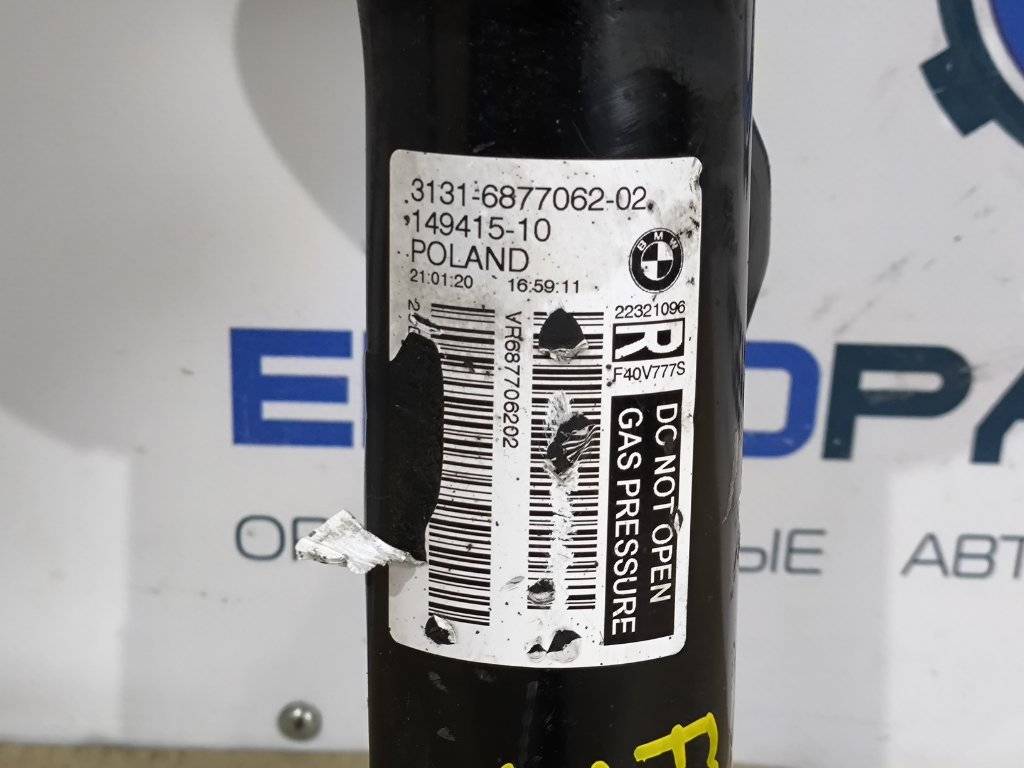 3131-6877062-02
149415-10
POLAND
21:01:20 16:59:11
BMW
22321096
R
F40V777S
VR687706202
DO NOT OPEN
GAS PRESSURE